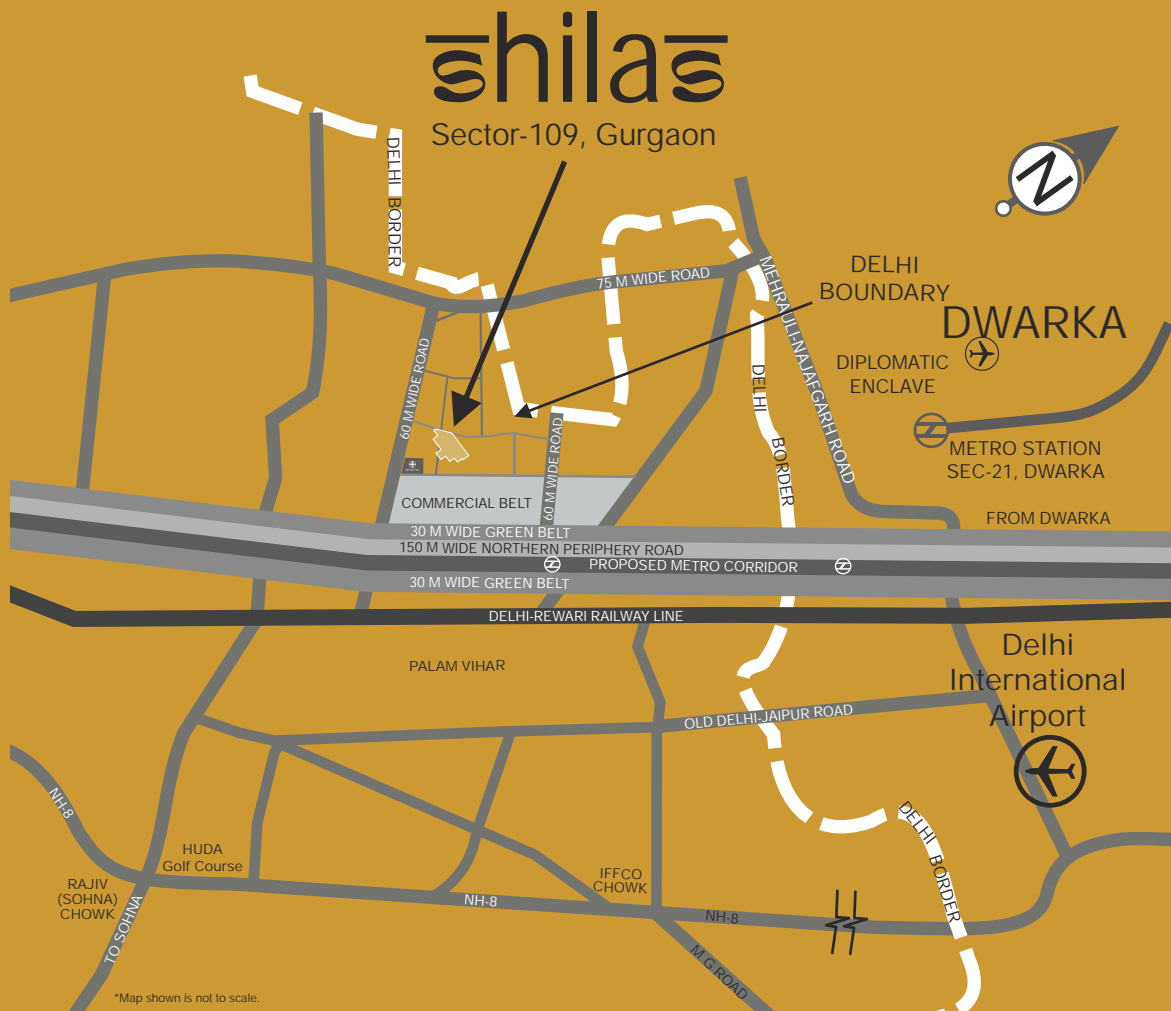 shilas
Sector-109, Gurgaon
N
DELHI BORDER
75 M WIDE ROAD
MEHRAULI-NAJAFGARH ROAD
DELHI
BOUNDARY
DWARKA
DIPLOMATIC
ENCLAVE
METRO STATION
SEC-21, DWARKA
60 M WIDE ROAD
60 M WIDE ROAD
DELHI BORDER
COMMERCIAL BELT
FROM DWARKA
30 M WIDE GREEN BELT
150 M WIDE NORTHERN PERIPHERY ROAD
PROPOSED METRO CORRIDOR
30 M WIDE GREEN BELT
DELHI-REWARI RAILWAY LINE
PALAM VIHAR
Delhi
International
Airport
OLD DELHI-JAIPUR ROAD
NH-8
HUDA
Golf Course
RAJIV
(SOHNA)
CHOWK
TO SOHNA
NH-8
IFFCO
CHOWK
NH-8
DELHI BORDER
M G ROAD
*Map shown is not to scale.